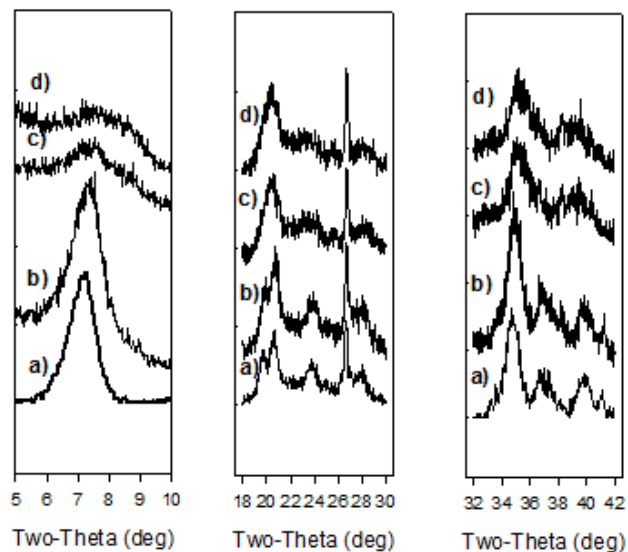 d)
c)
b)
a)
5 6 7 8 9 10
Two-Theta (deg)
d)
c)
b)
a)
18 20 22 24 26 28 30
Two-Theta (deg)
d)
c)
b)
a)
32 34 36 38 40 42
Two-Theta (deg)